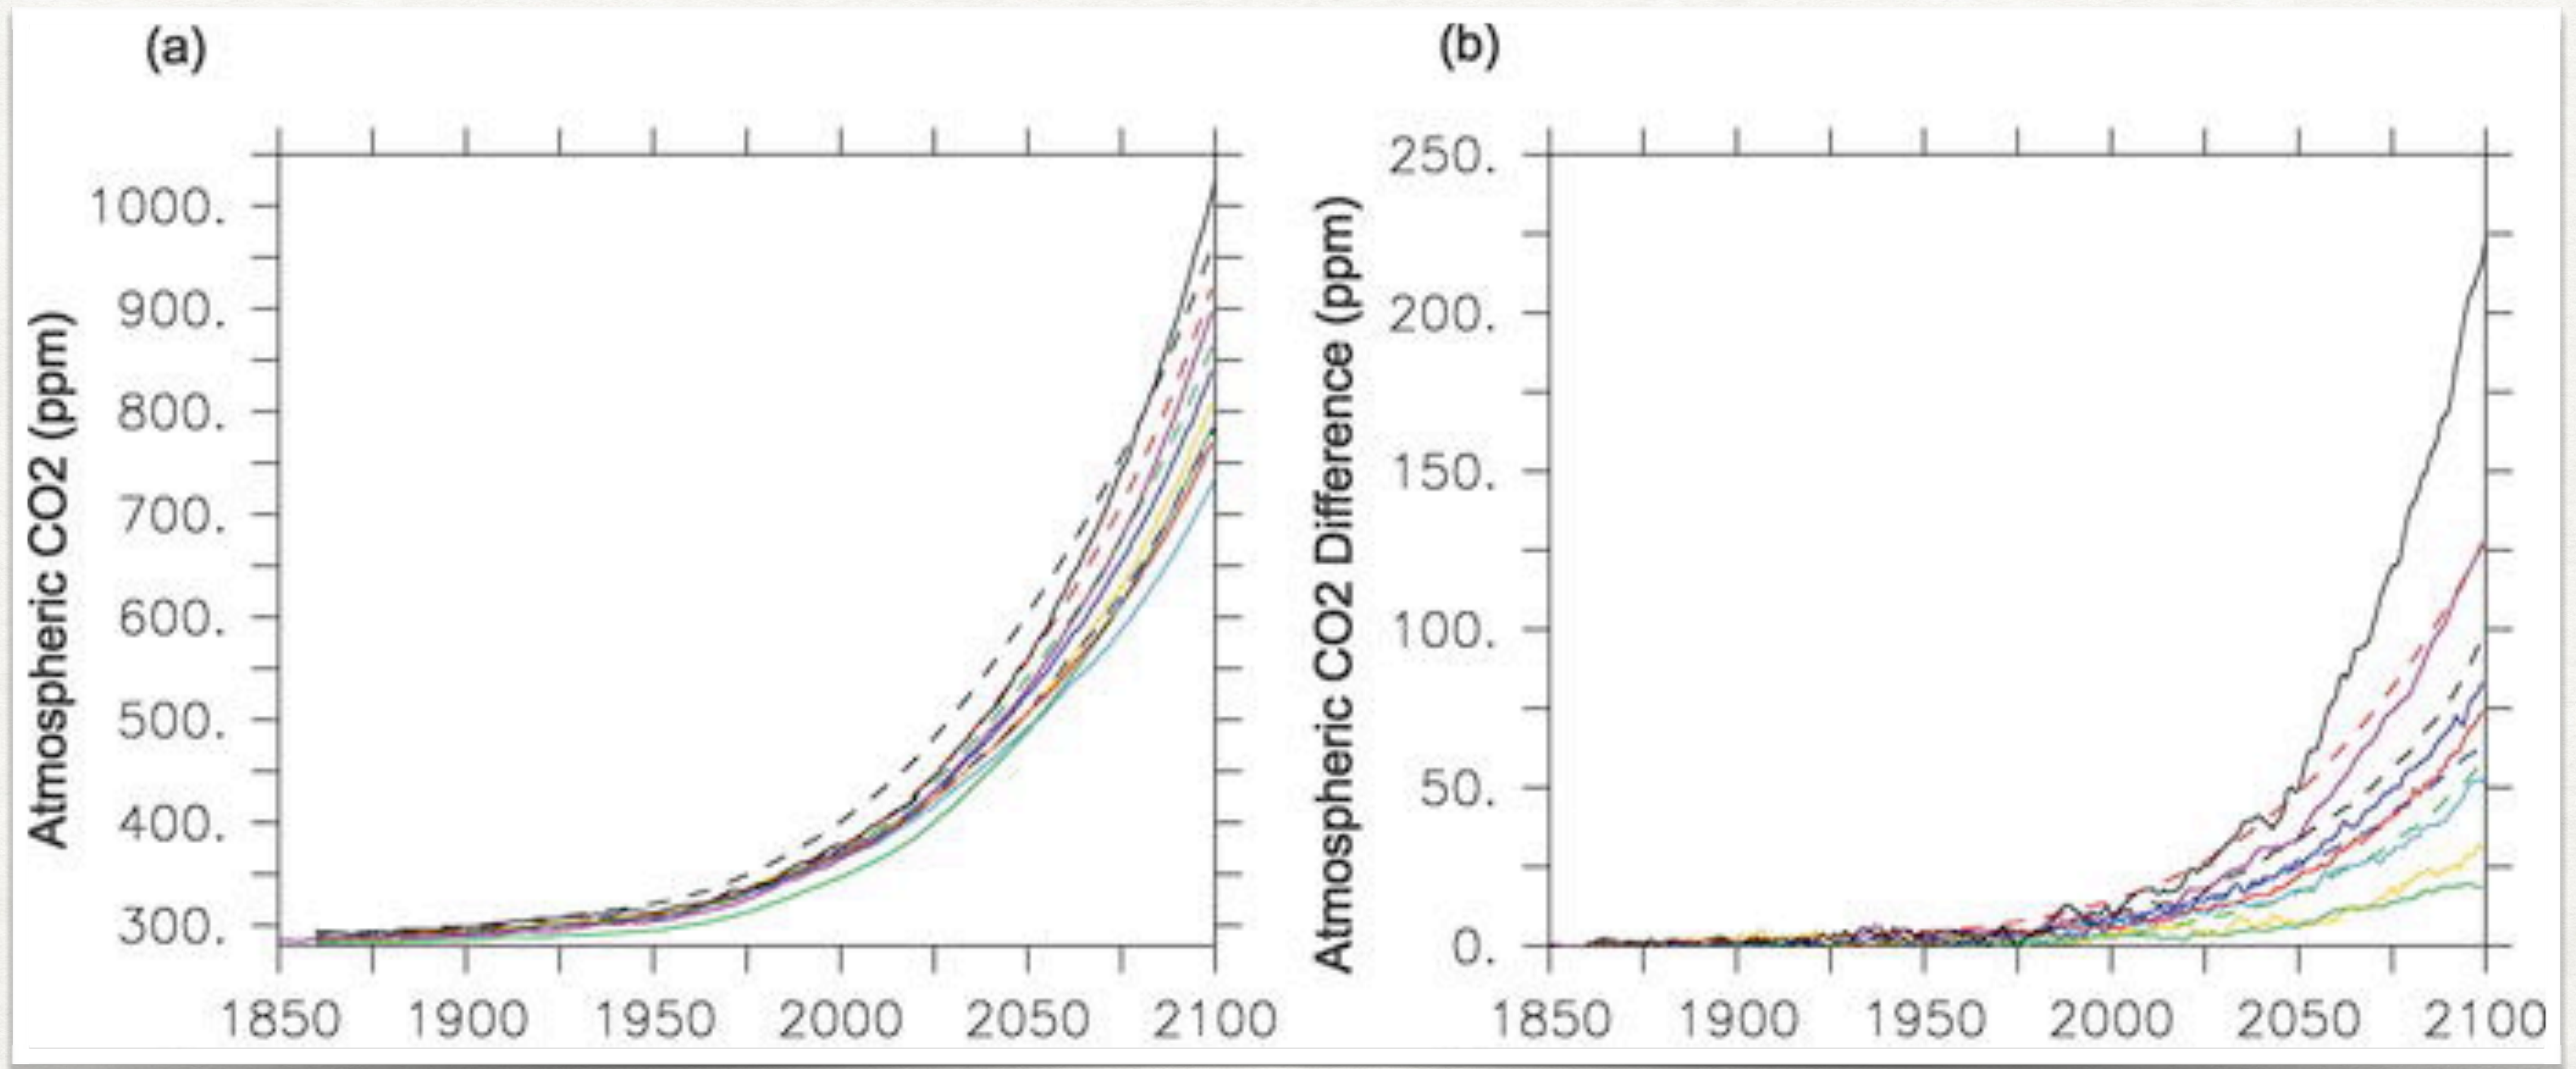 (a)
Atmospheric CO2 (ppm)
1000.
900.
800.
700.
600.
500.
400.
300.
1850 1900 1950 2000 2050 2100
(b)
Atmospheric CO2 Difference (ppm)
250.
200.
150.
100.
50.
0.
1850 1900 1950 2000 2050 2100